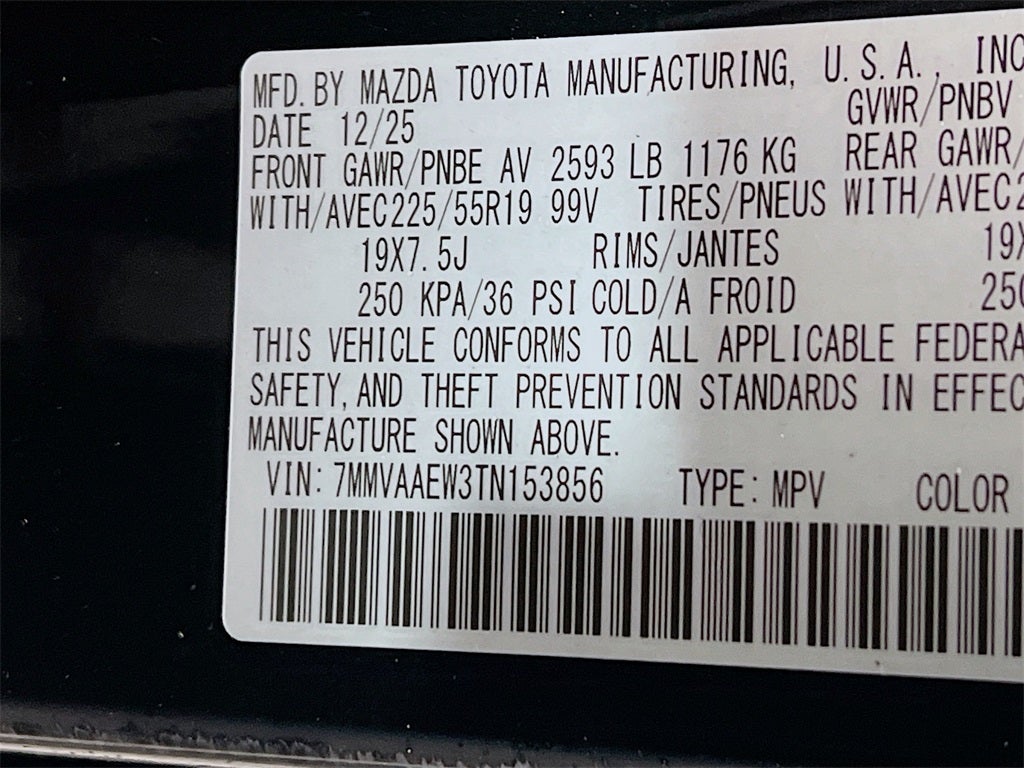 MFD. BY MAZDA TOYOTA MANUFACTURING, U.S.A., INC
DATE 12/25 GVWR/PNBV
FRONT GAWR/PNBE AV 2593 LB 1176 KG REAR GAWR/
WITH/AVEC225/55R19 99V TIRES/PNEUS WITH/AVEC2
19X7.5J RIMS/JANTES 19X
250 KPA/36 PSI COLD/A FROID 250
THIS VEHICLE CONFORMS TO ALL APPLICABLE FEDERA
SAFETY, AND THEFT PREVENTION STANDARDS IN EFFEC
MANUFACTURE SHOWN ABOVE.
VIN: 7MMVAAEW3TN153856 TYPE: MPV COLOR